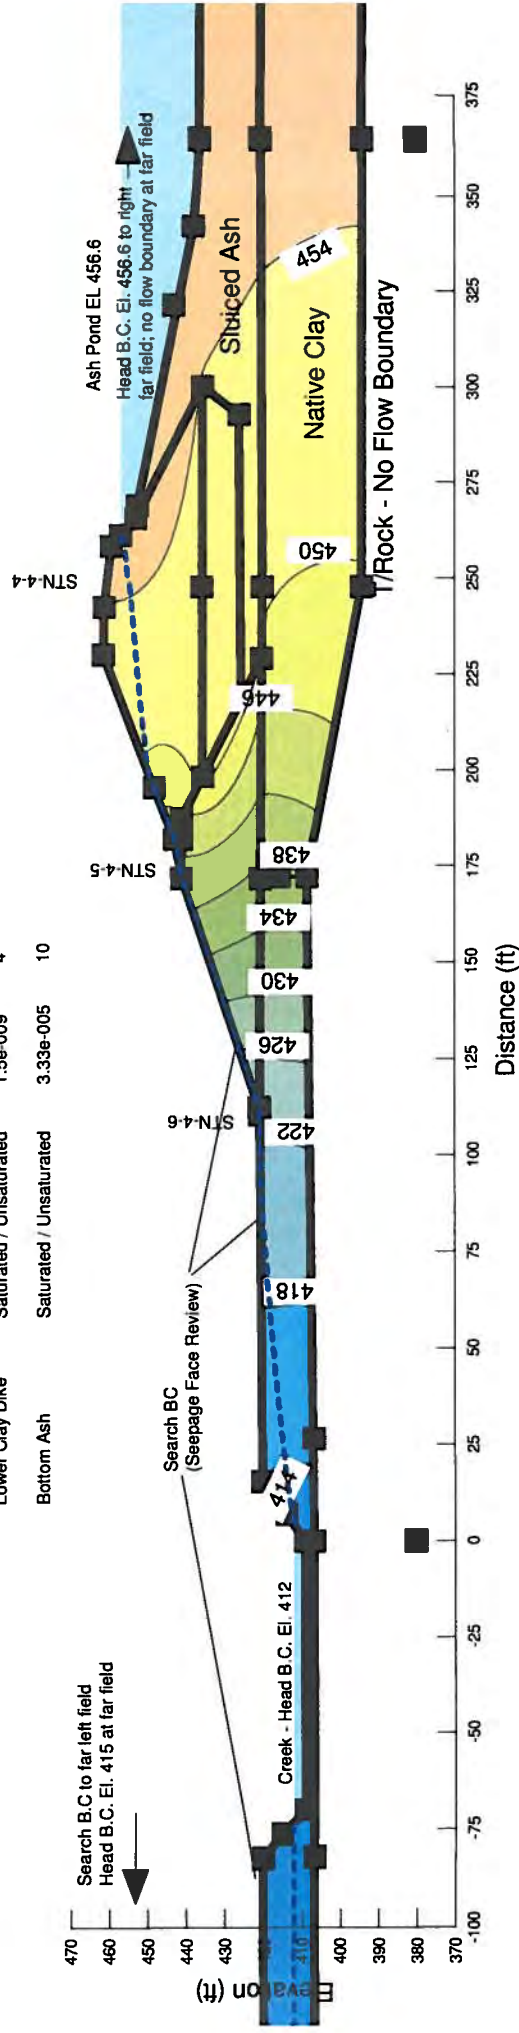 Lower Clay Dike Saturated / Unsaturated 1.5e-009 4
Bottom Ash Saturated / Unsaturated 3.33e-005 10
Search B.C to far left field
Head B.C. El. 415 at far field
Search BC
(Seepage Face Review)
Creek - Head B.C. El. 412
Ash Pond EL 456.6
Head B.C. El. 456.6 to right
far field; no flow boundary at far field
STN-4-6
STN-4-5
STN-4-4
Sluiced Ash
Native Clay
T/Rock - No Flow Boundary
414
418
422
426
430
434
438
446
450
454
Elevation (ft)
470
460
450
440
430
420
410
400
390
380
370
-100
-75
-50
-25
0
25
50
75
100
125
150
175
200
225
250
275
300
325
350
375
Distance (ft)